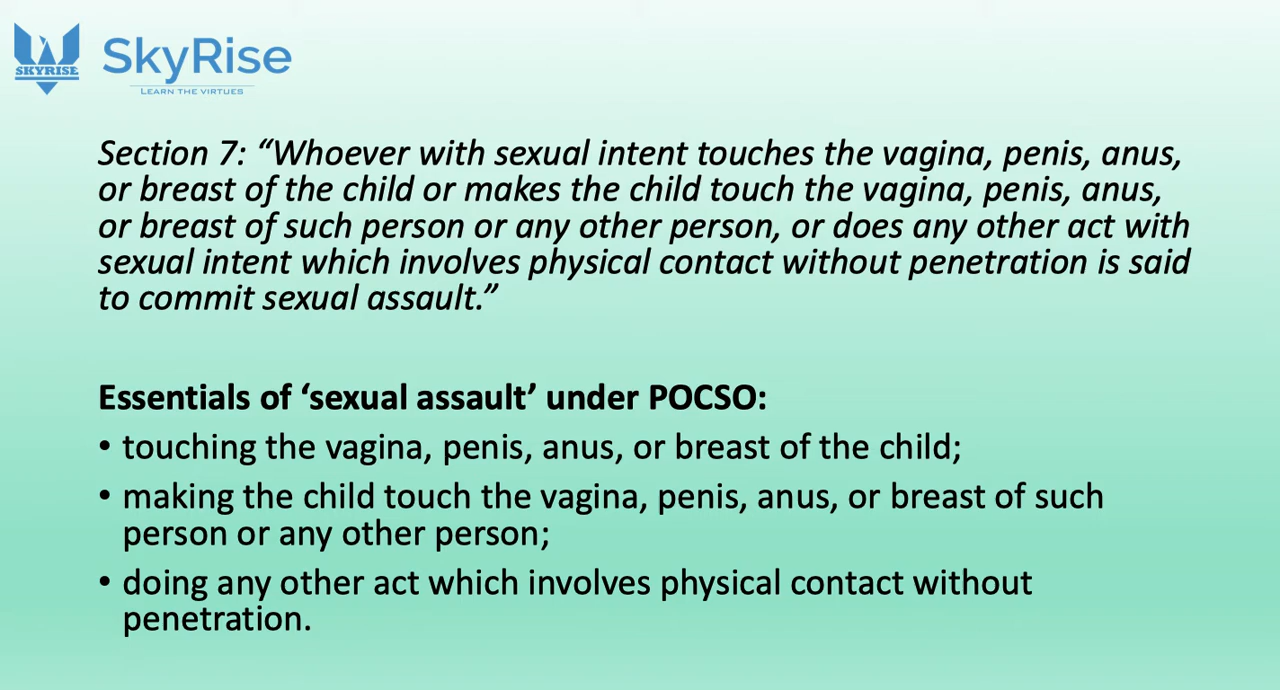 SKYRISE
SkyRise
LEARN THE VIRTUES
Section 7: “Whoever with sexual intent touches the vagina, penis, anus,
or breast of the child or makes the child touch the vagina, penis, anus,
or breast of such person or any other person, or does any other act with
sexual intent which involves physical contact without penetration is said
to commit sexual assault.”
Essentials of ‘sexual assault’ under POCSO:
• touching the vagina, penis, anus, or breast of the child;
• making the child touch the vagina, penis, anus, or breast of such
person or any other person;
• doing any other act which involves physical contact without
penetration.